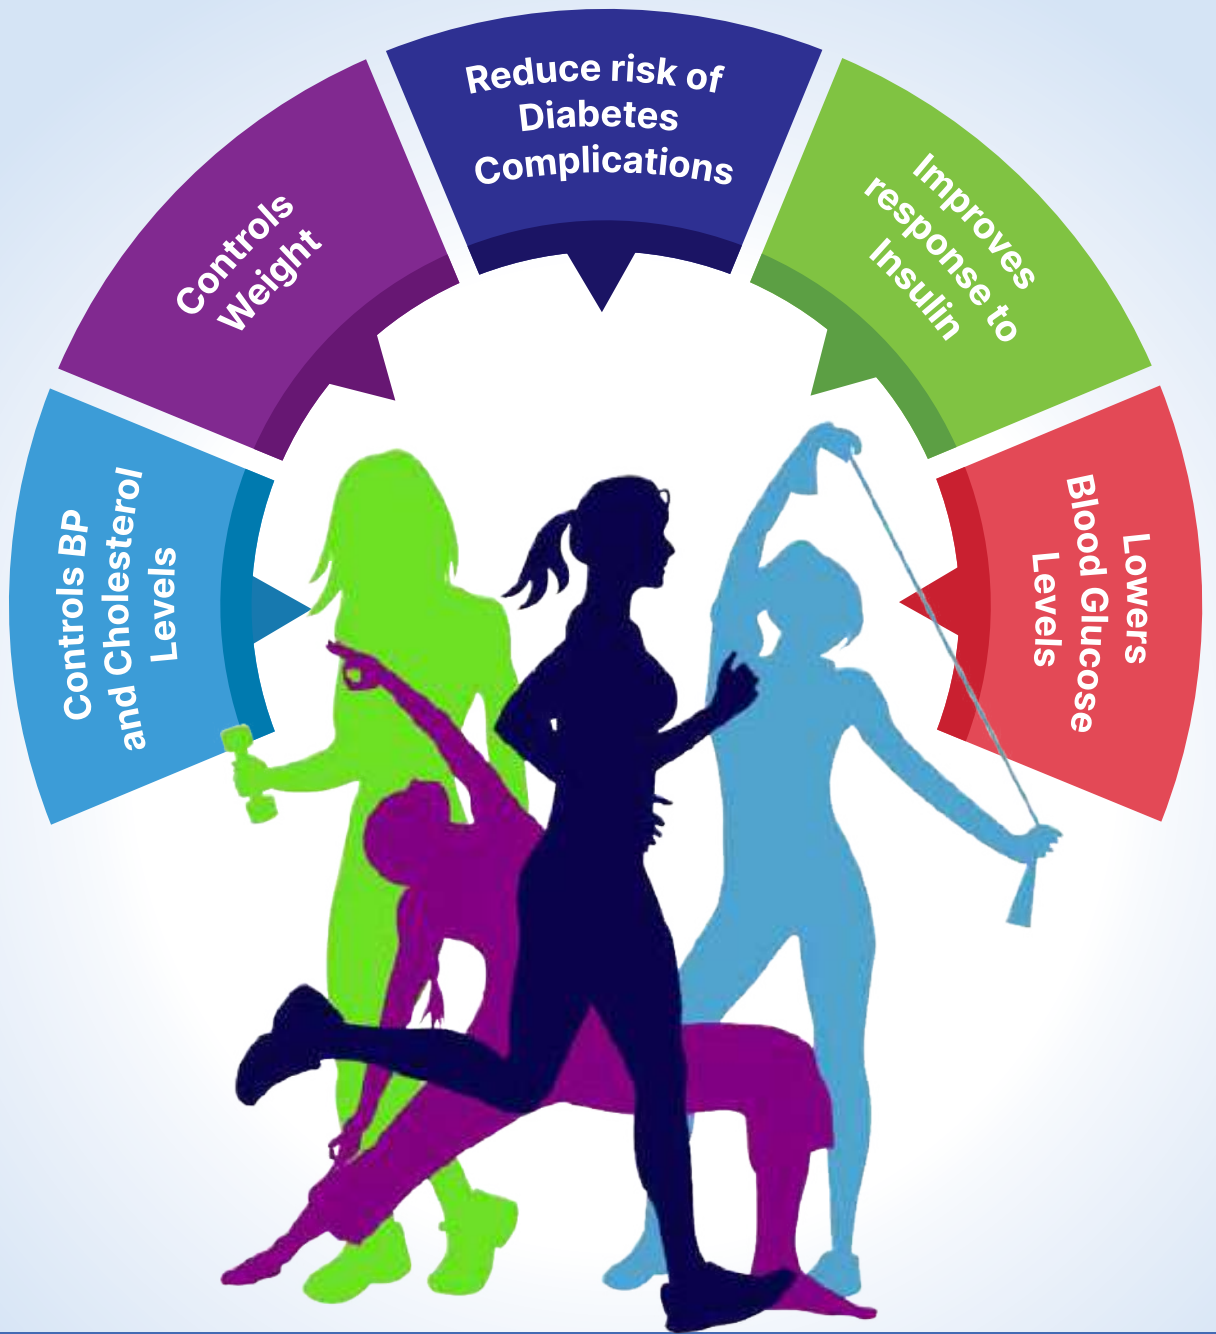 Controls BP
and Cholesterol
Levels
Controls
Weight
Reduce risk of
Diabetes
Complications
Improves
response to
Insulin
Lowers
Blood Glucose
Levels